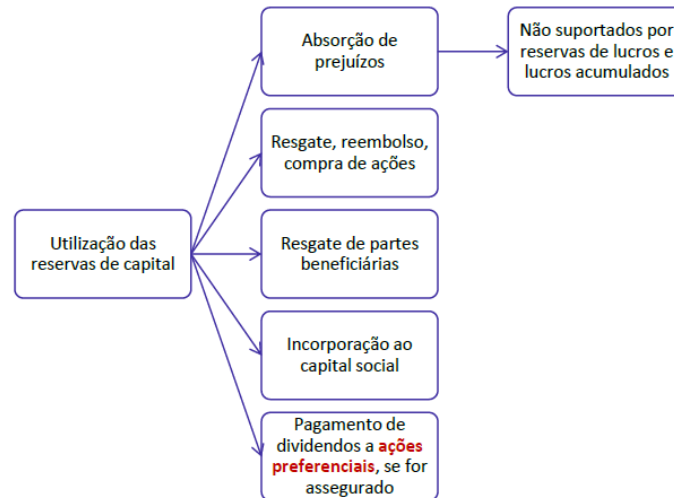 Absorção de
prejuízos
Não suportados por
reservas de lucros e
lucros acumulados
Resgate, reembolso,
compra de ações
Utilização das
reservas de capital
Resgate de partes
beneficiárias
Incorporação ao
capital social
Pagamento de
dividendos a ações
preferenciais, se for
assegurado